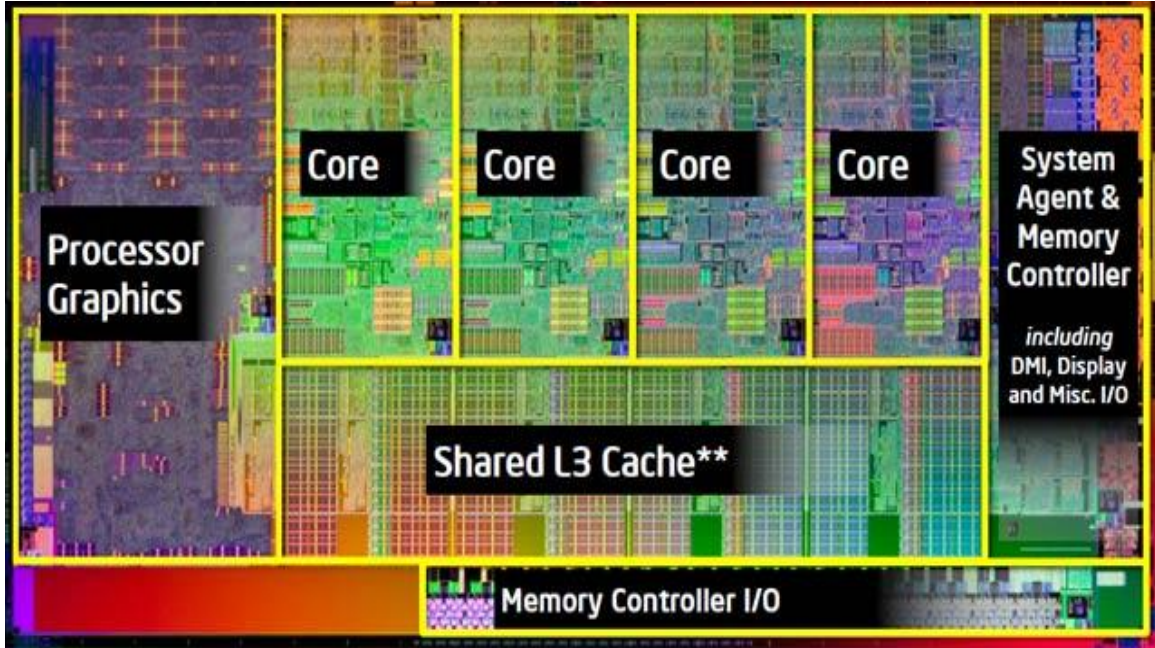 Processor
Graphics
Core
Core
Core
Core
System
Agent &
Memory
Controller
including
DMI, Display
and Misc. I/O
Shared L3 Cache**
Memory Controller I/O